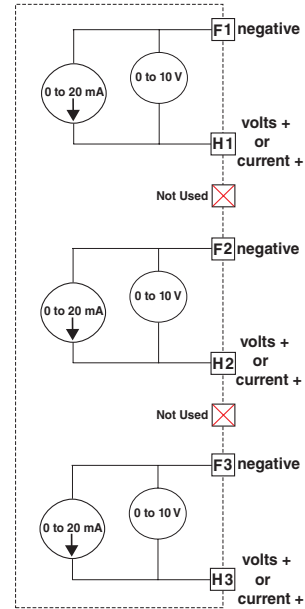 F1 negative
0 to 20 mA
0 to 10 V
H1
volts +
or
current +
Not Used
F2 negative
0 to 20 mA
0 to 10 V
H2
volts +
or
current +
Not Used
F3 negative
0 to 20 mA
0 to 10 V
H3
volts +
or
current +